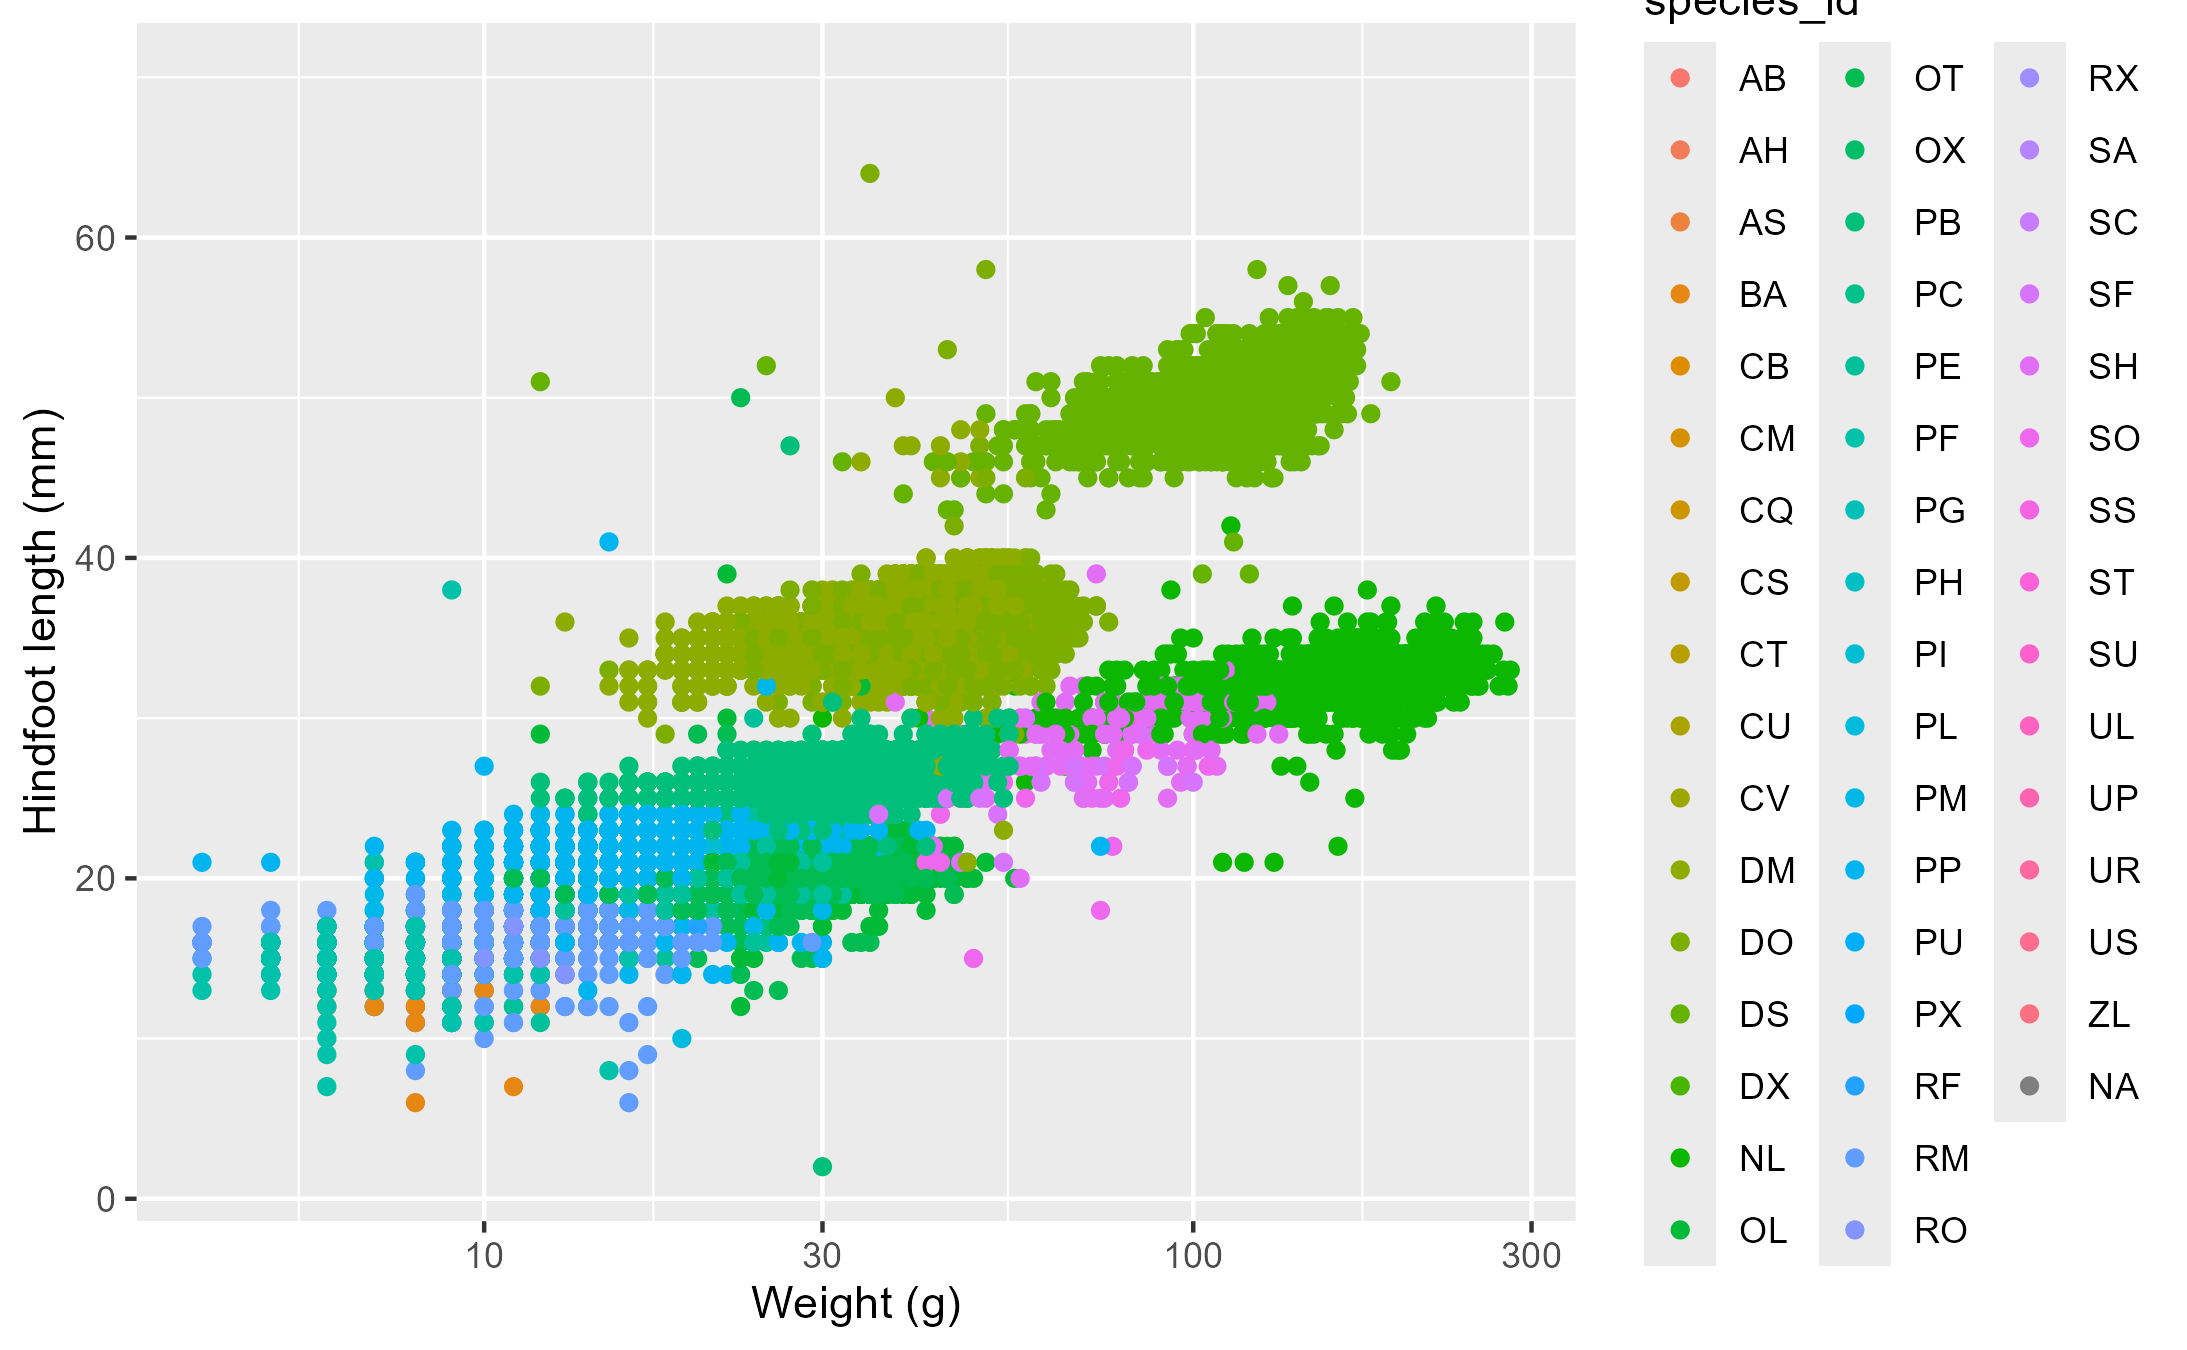 species_id
AB OT RX
AH OX SA
AS PB SC
BA PC SF
CB PE SH
CM PF SO
CQ PG SS
CS PH ST
CT PI SU
CU PL UL
CV PM UP
DM PP UR
DO PU US
DS PX ZL
DX RF NA
NL RM
OL RO
Hindfoot length (mm)
60
40
20
0
10 30 100 300
Weight (g)